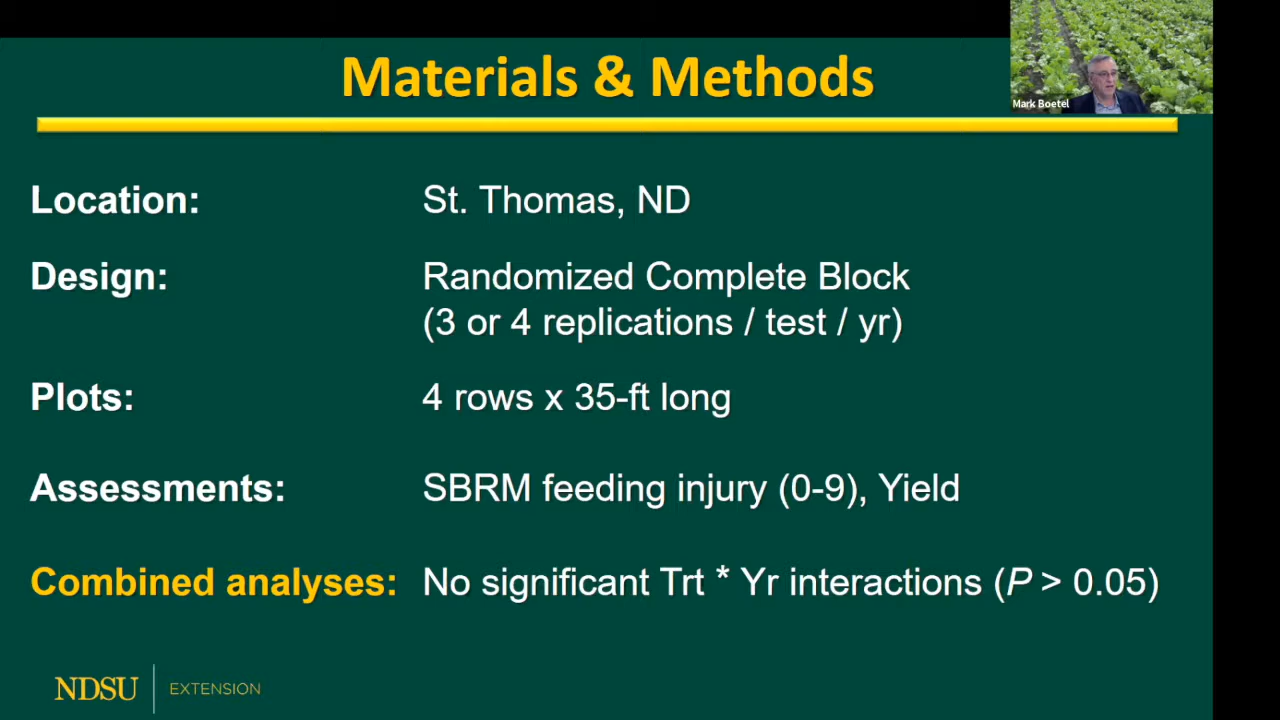 Materials & Methods
Mark Boetel
Location: St. Thomas, ND
Design: Randomized Complete Block
(3 or 4 replications / test / yr)
Plots: 4 rows x 35-ft long
Assessments: SBRM feeding injury (0-9), Yield
Combined analyses: No significant Trt * Yr interactions (P > 0.05)
NDSU EXTENSION